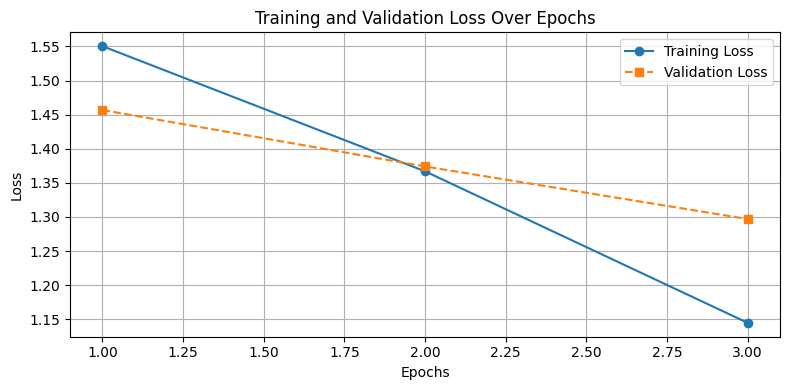 Training and Validation Loss Over Epochs
Training Loss
Validation Loss
Loss
1.55
1.50
1.45
1.40
1.35
1.30
1.25
1.20
1.15
1.00 1.25 1.50 1.75 2.00 2.25 2.50 2.75 3.00
Epochs